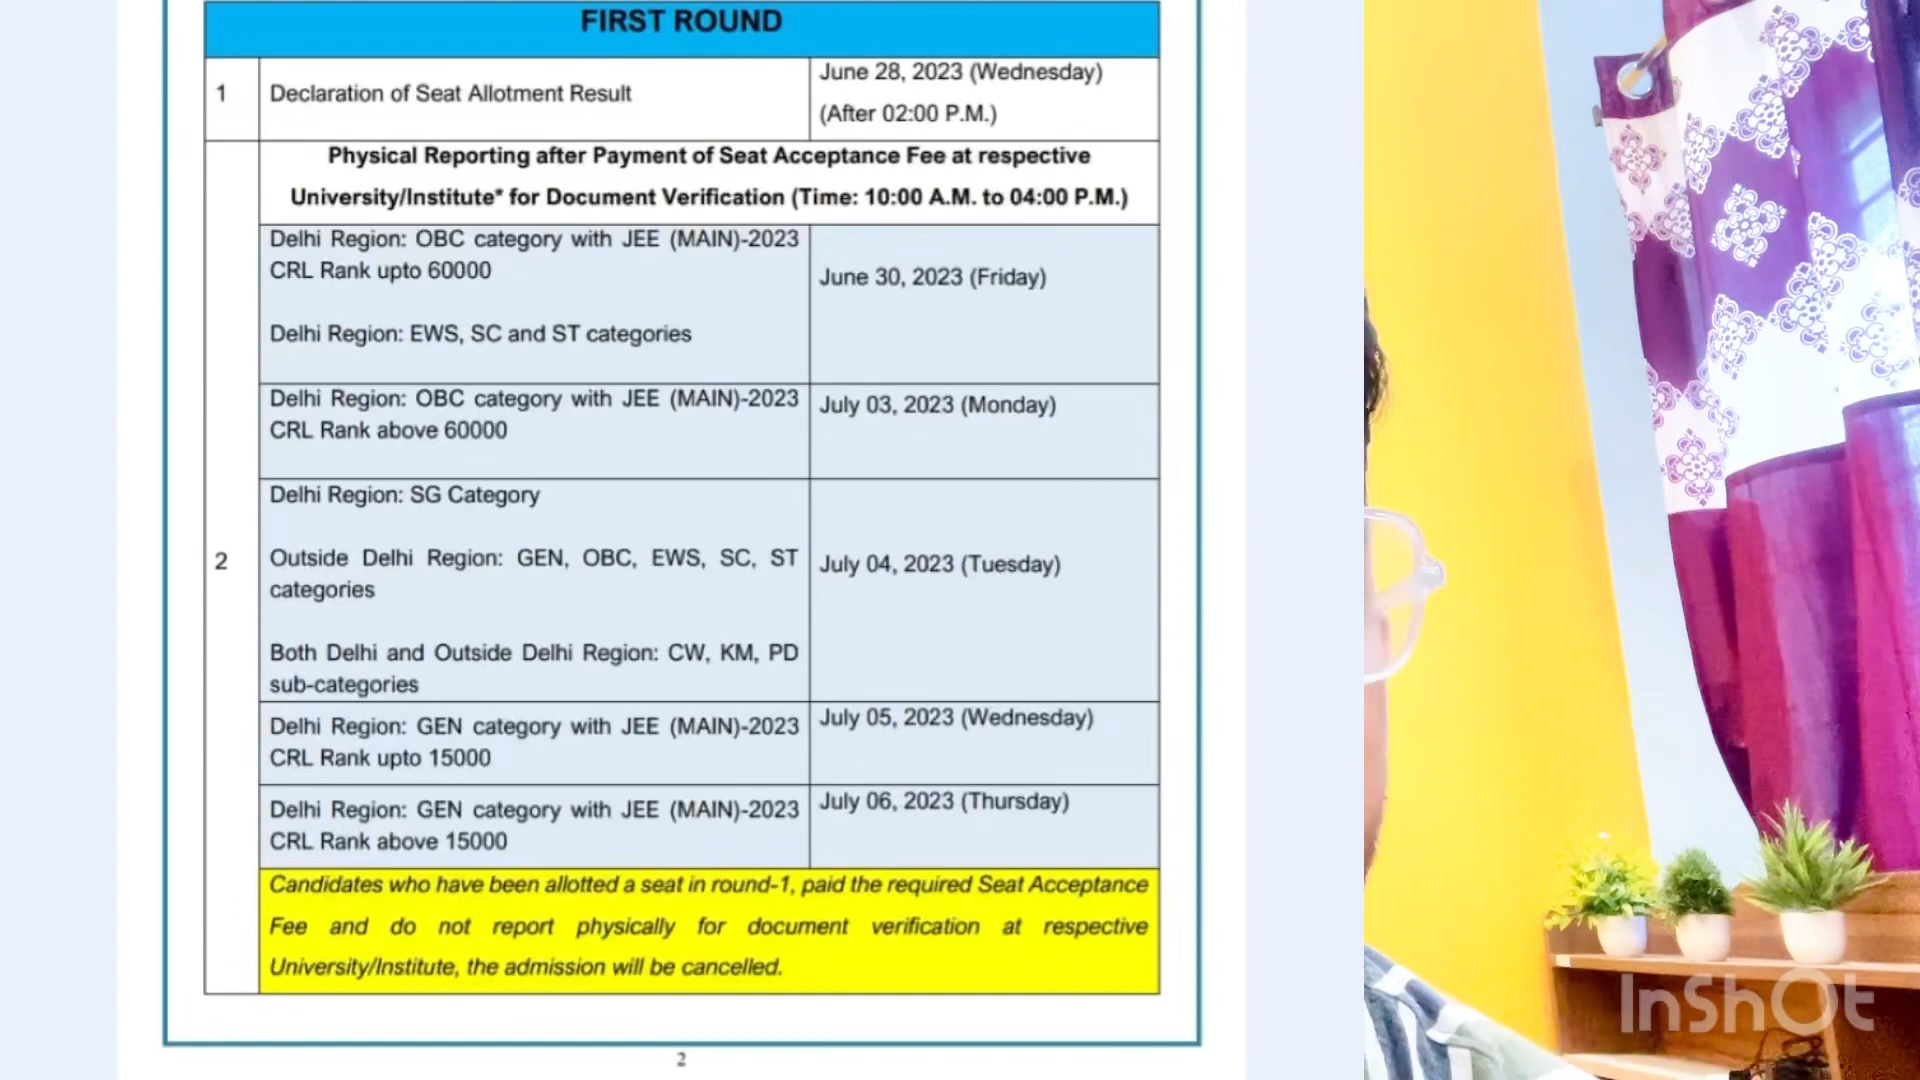 FIRST ROUND
1
Declaration of Seat Allotment Result
June 28, 2023 (Wednesday)
(After 02:00 P.M.)
Physical Reporting after Payment of Seat Acceptance Fee at respective
University/Institute* for Document Verification (Time: 10:00 A.M. to 04:00 P.M.)
2
Delhi Region: OBC category with JEE (MAIN)-2023
CRL Rank upto 60000
Delhi Region: EWS, SC and ST categories
June 30, 2023 (Friday)
Delhi Region: OBC category with JEE (MAIN)-2023
CRL Rank above 60000
July 03, 2023 (Monday)
Delhi Region: SG Category
Outside Delhi Region: GEN, OBC, EWS, SC, ST
categories
Both Delhi and Outside Delhi Region: CW, KM, PD
sub-categories
July 04, 2023 (Tuesday)
Delhi Region: GEN category with JEE (MAIN)-2023
CRL Rank upto 15000
July 05, 2023 (Wednesday)
Delhi Region: GEN category with JEE (MAIN)-2023
CRL Rank above 15000
July 06, 2023 (Thursday)
Candidates who have been allotted a seat in round-1, paid the required Seat Acceptance
Fee and do not report physically for document verification at respective
University/Institute, the admission will be cancelled.
2
InShOt